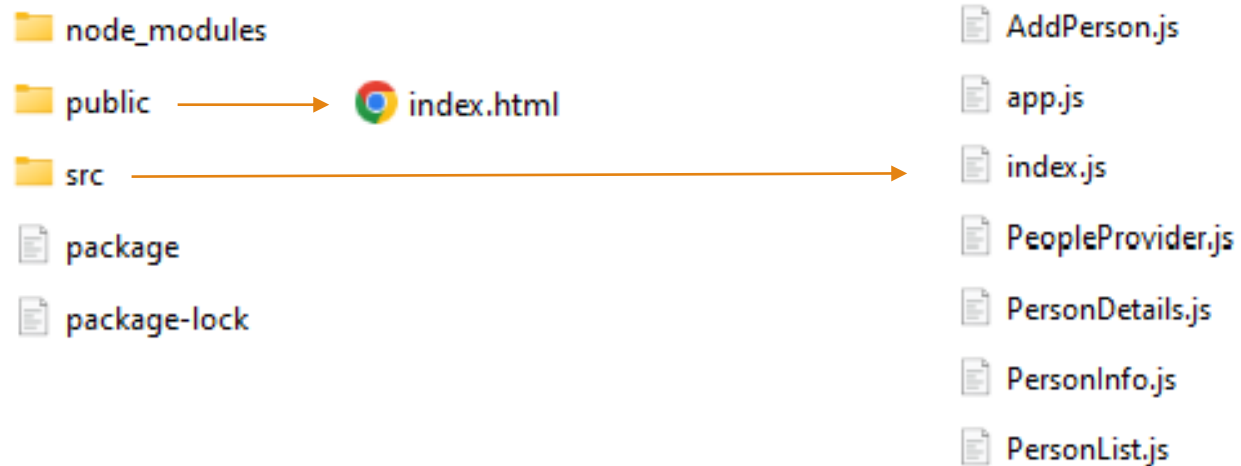 node_modules
public
index.html
src
package
package-lock
AddPerson.js
app.js
index.js
PeopleProvider.js
PersonDetails.js
PersonInfo.js
PersonList.js